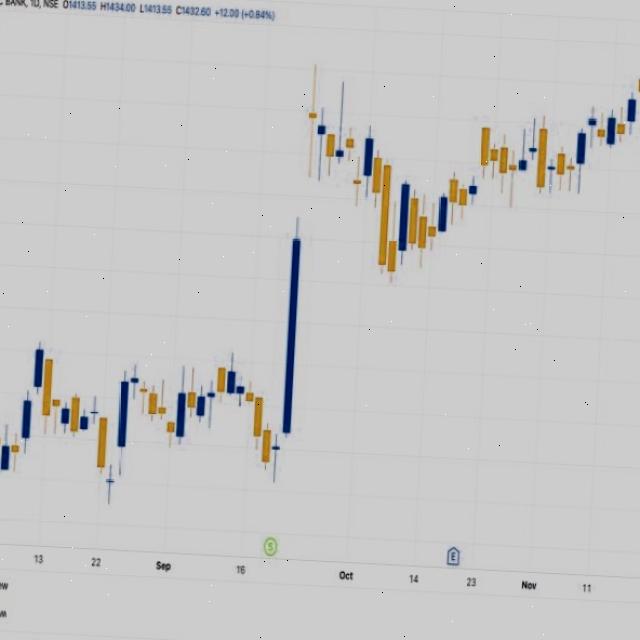 BANK, 1D, NSE O1413.55 H1434.00 L1413.55 C1432.60 +12.00 (+0.84%)
S
E
13 22 Sep 16 Oct 14 23 Nov 11